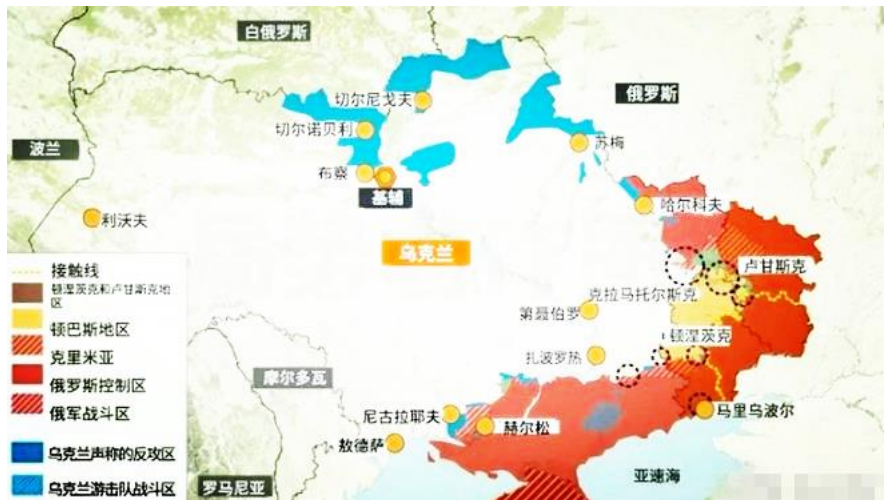 白俄罗斯
俄罗斯
切尔尼戈夫
切尔诺贝利
苏梅
波兰
布察
基辅
哈尔科夫
利沃夫
乌克兰
卢甘斯克
接触线
顿涅茨克和卢甘斯克地
区
克拉马托尔斯克
第聂伯罗
顿巴斯地区
顿涅茨克
克里米亚
扎波罗热
摩尔多瓦
俄罗斯控制区
俄军战斗区
尼古拉耶夫
马里乌波尔
赫尔松
敖德萨
乌克兰声称的反攻区
亚速海
乌克兰游击队战斗区
罗马尼亚